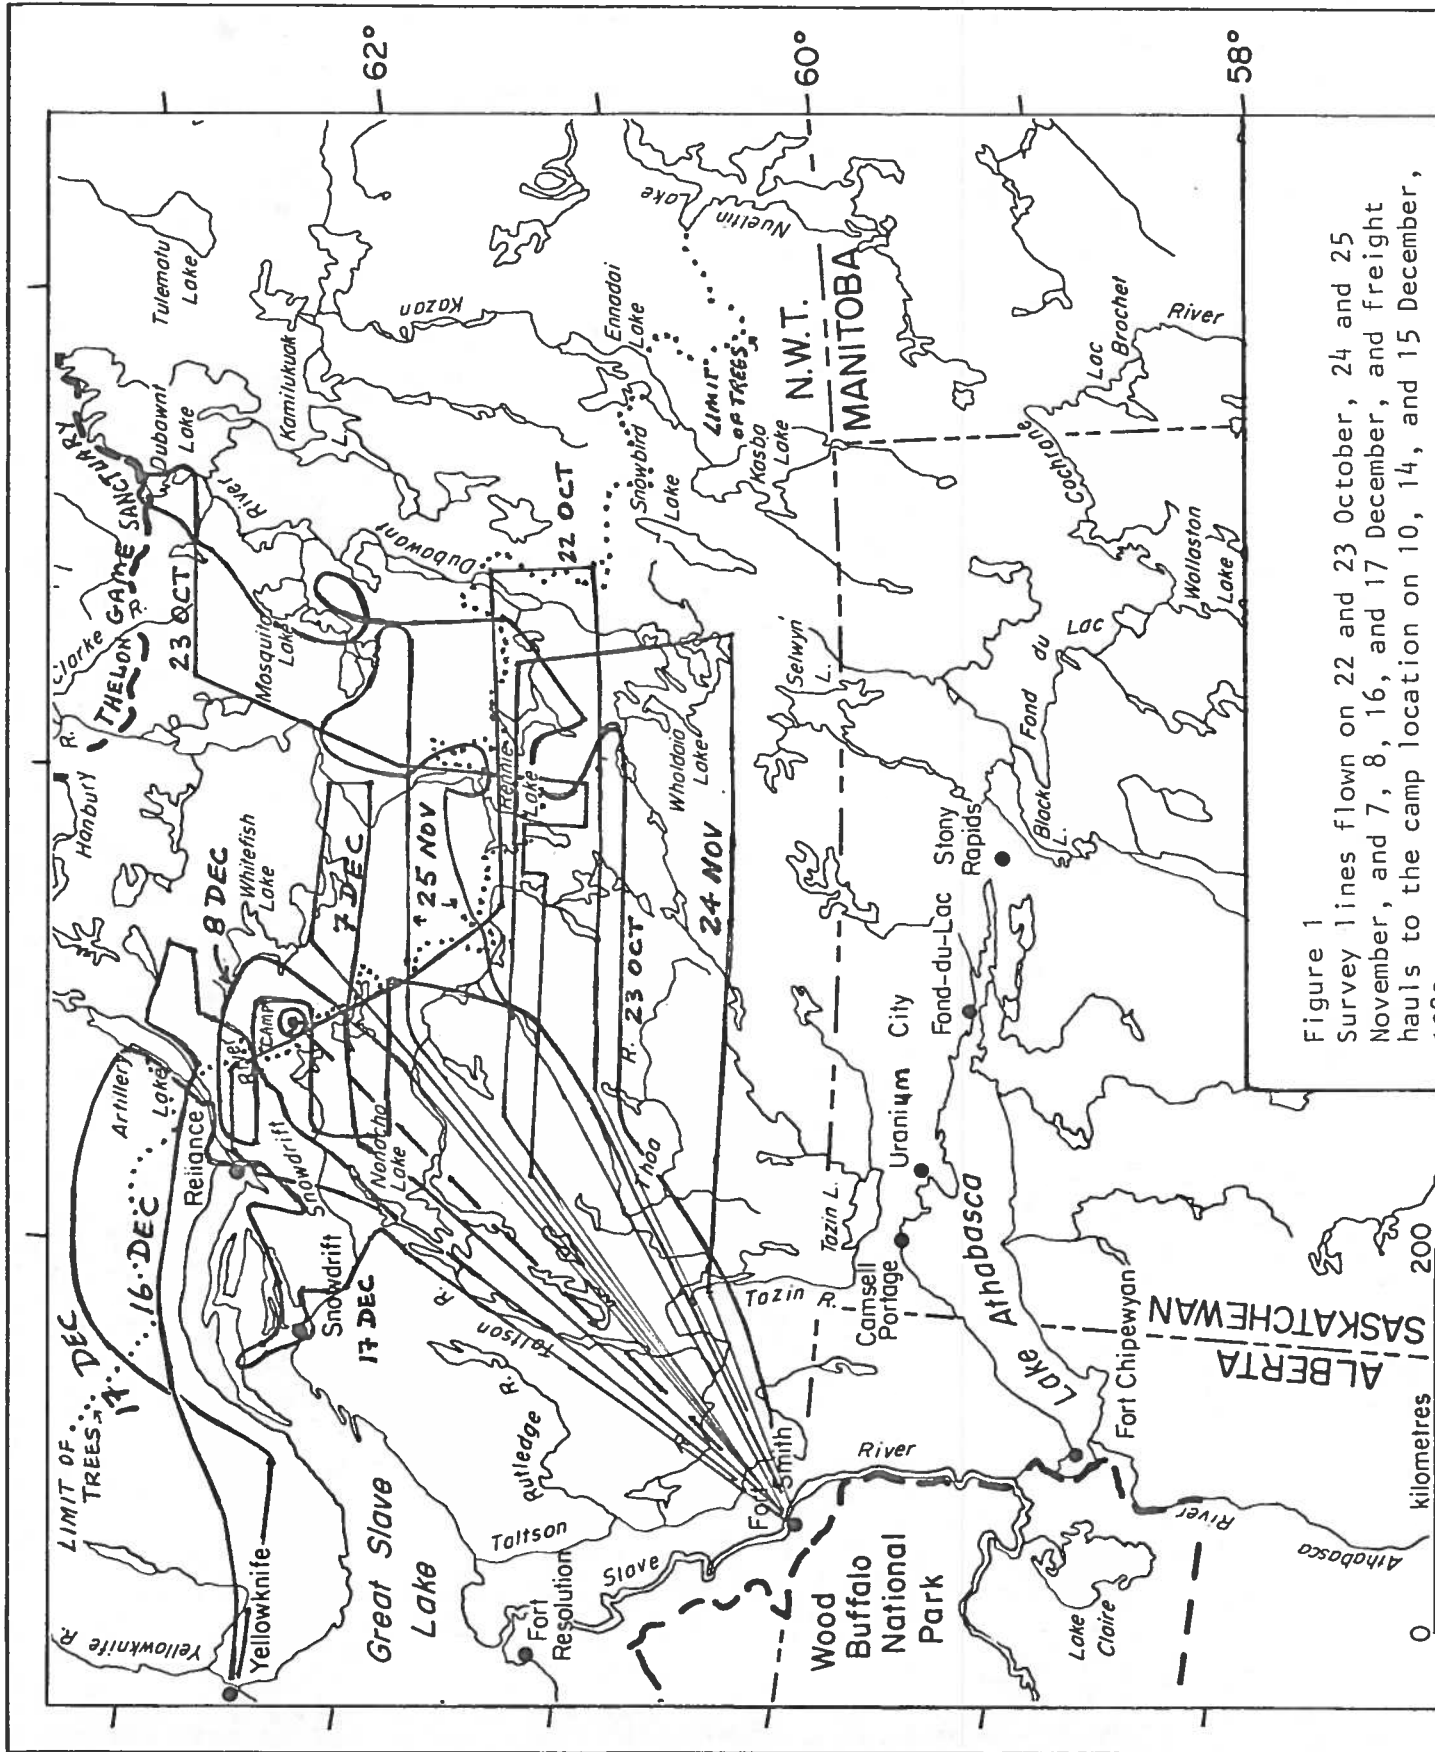 62°
60°
58°
Tulemalu
Lake
Kamilukuak
L.
Dubawnt
Lake
Kazan
Ennadai
Lake
Nueltin
Lake
LIMIT
OF TREES
Snowbird
Lake
Kasba
Lake
N.W.T.
MANITOBA
Lac
Brochet
River
Cochrane
Wollaston
Lake
THELON GAME SANCTUARY
Clarke
R.
23 OCT
River
Dubawnt
Mosquito
Lake
22 OCT
Hanbury
R.
8 DEC
Whitefish
Lake
7 DEC
25 NOV
Rennie
Lake
Wholdaia
Lake
24 NOV
R. 23 OCT
Thoa
Selwyn
L.
Fond
du
Lac
Black
L.
Stony
Rapids
Fond-du-Lac
Uranium City
Camsell
Portage
Tazin L.
Tazin R.
Lake
Athabasca
Fort Chipewyan
SASKATCHEWAN
ALBERTA
Artillery
Lake
Reliance
River
CAMP
Snowdrift
Nonacho
Lake
Snowdrift
17 DEC
16 DEC
17 DEC
LIMIT OF
TREES
Yellowknife
Yellowknife R.
Great Slave
Lake
Fort
Resolution
Taltson
R.
Rutledge
R.
Taltson
Slave
Fort
Smith
River
Wood
Buffalo
National
Park
Lake
Claire
River
Athabasca
0 kilometres 200
Figure 1
Survey lines flown on 22 and 23 October, 24 and 25
November, and 7, 8, 16, and 17 December, and freight
hauls to the camp location on 10, 14, and 15 December,